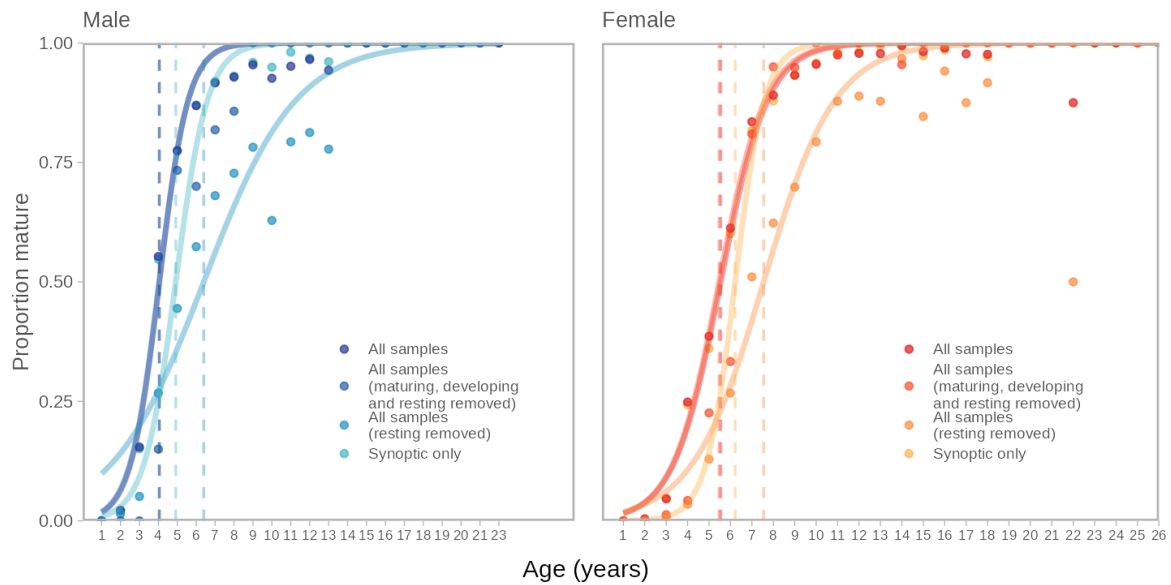 Male
Female
Proportion mature
1.00
0.75
0.50
0.25
0.00
All samples
All samples
(maturing, developing
and resting removed)
All samples
(resting removed)
Synoptic only
All samples
All samples
(maturing, developing
and resting removed)
All samples
(resting removed)
Synoptic only
1 2 3 4 5 6 7 8 9 10 11 12 13 14 15 16 17 18 19 20 21 22 23
1 2 3 4 5 6 7 8 9 10 11 12 13 14 15 16 17 18 19 20 21 22 23 24 25 26
Age (years)